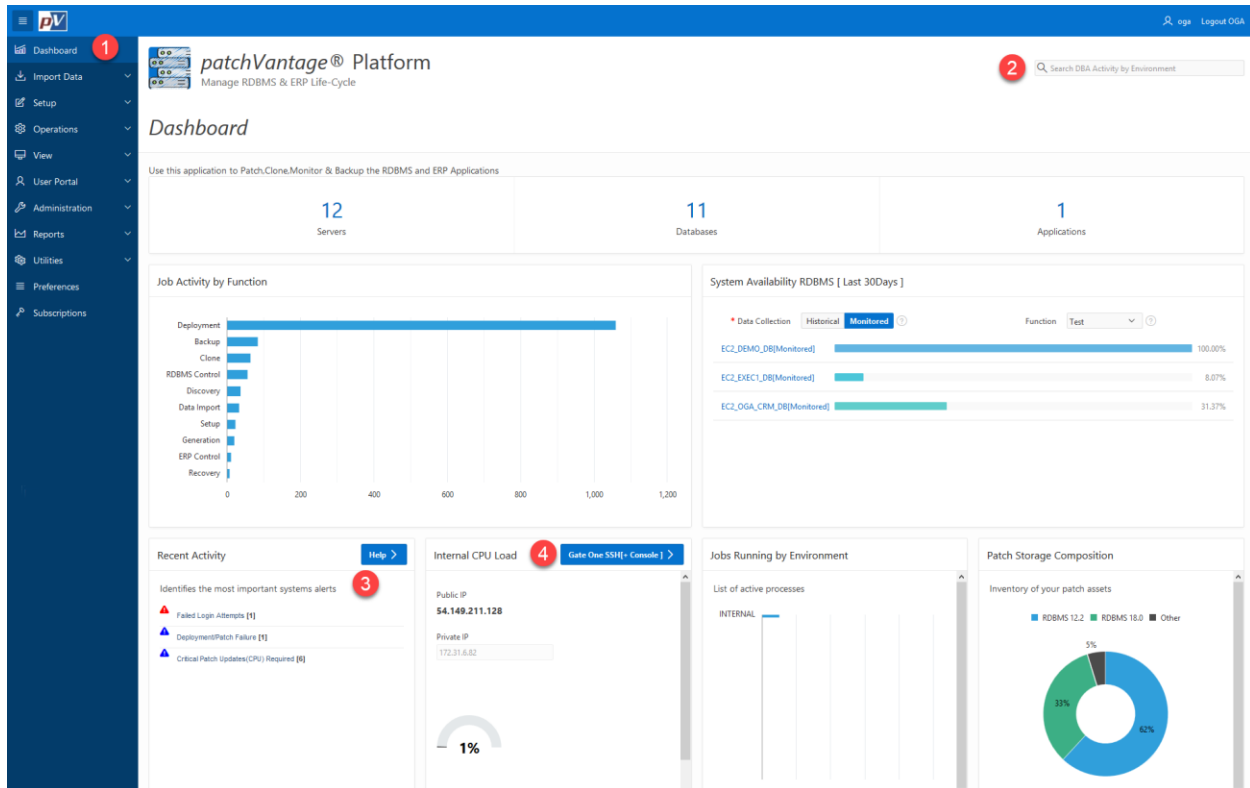 pV
oga Logout OGA
Dashboard
1
Import Data
Setup
Operations
View
User Portal
Administration
Reports
Utilities
Preferences
Subscriptions
patchVantage® Platform
Manage RDBMS & ERP Life-Cycle
2
Search DBA Activity by Environment
Dashboard
Use this application to Patch,Clone,Monitor & Backup the RDBMS and ERP Applications
12
Servers
11
Databases
1
Applications
Job Activity by Function
Deployment
Backup
Clone
RDBMS Control
Discovery
Data Import
Setup
Generation
ERP Control
Recovery
0 200 400 600 800 1,000 1,200
System Availability RDBMS [ Last 30Days ]
* Data Collection Historical Monitored ? Function Test ?
EC2_DEMO_DB[Monitored] 100.00%
EC2_EXEC1_DB[Monitored] 8.07%
EC2_OGA_CRM_DB[Monitored] 31.37%
Recent Activity
Help >
3
Identifies the most important systems alerts
Failed Login Attempts [1]
Deployment/Patch Failure [1]
Critical Patch Updates(CPU) Required [6]
Internal CPU Load
4
Gate One SSH[+ Console ] >
Public IP
54.149.211.128
Private IP
172.31.6.82
1%
Jobs Running by Environment
List of active processes
INTERNAL
Patch Storage Composition
Inventory of your patch assets
RDBMS 12.2 RDBMS 18.0 Other
5%
33%
62%